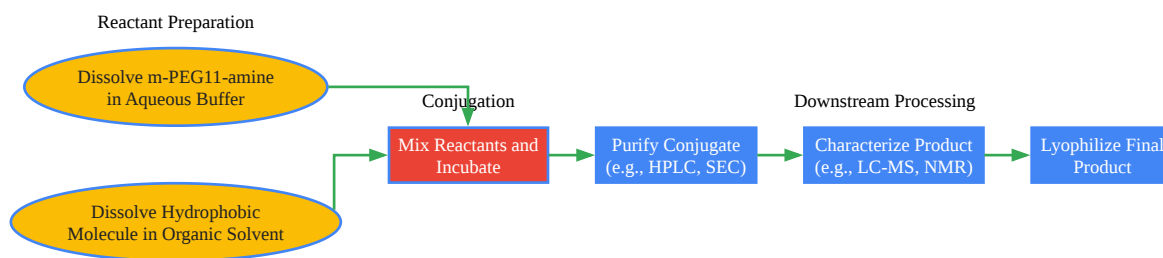 Reactant Preparation
Dissolve m-PEG11-amine
in Aqueous Buffer
Dissolve Hydrophobic
Molecule in Organic Solvent
Conjugation
Mix Reactants and
Incubate
Downstream Processing
Purify Conjugate
(e.g., HPLC, SEC)
Characterize Product
(e.g., LC-MS, NMR)
Lyophilize Final
Product